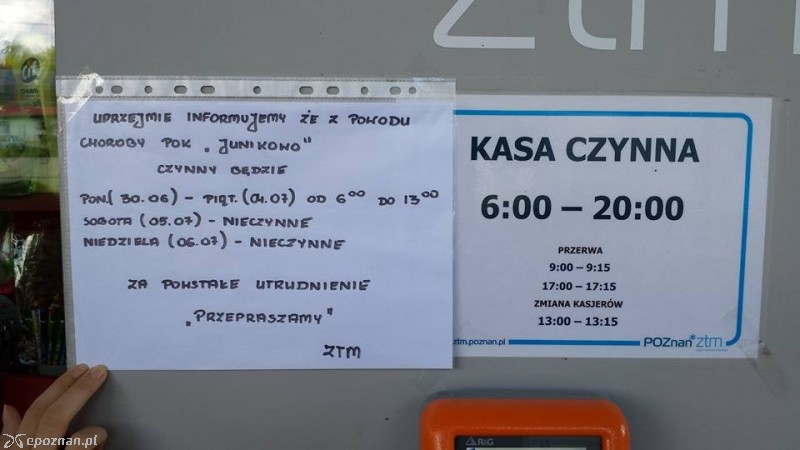 ztm
UPRZEJMIE INFORMUJEMY ŻE Z POWODU
CHOROBY POK „JUNIKOWO"
CZYNNY BĘDZIE
PON.(30.06) – PIĄT.(04.07) OD 6⁰⁰ DO 13⁰⁰
SOBOTA (05.07) – NIECZYNNE
NIEDZIELA (06.07) – NIECZYNNE
ZA POWSTAŁE UTRUDNIENIE
„PRZEPRASZAMY"
ZTM
KASA CZYNNA
6:00 – 20:00
PRZERWA
9:00 – 9:15
17:00 – 17:15
ZMIANA KASJERÓW
13:00 – 13:15
ztm.poznan.pl
POZnan* ztm
R&G
epoznan.pl